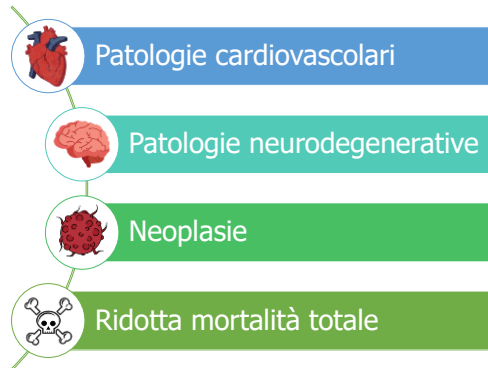 Patologie cardiovascolari
Patologie neurodegenerative
Neoplasie
Ridotta mortalità totale